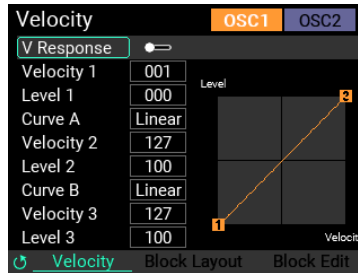 Velocity OSC1 OSC2
V Response
Velocity 1 001
Level 1 000
Curve A Linear
Velocity 2 127
Level 2 100
Curve B Linear
Velocity 3 127
Level 3 100
Level
2
1
Velocit
Velocity Block Layout Block Edit